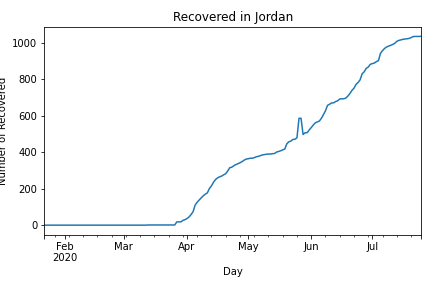 Recovered in Jordan
Number of Recovered
1000
800
600
400
200
0
Feb
2020
Mar
Apr
May
Jun
Jul
Day